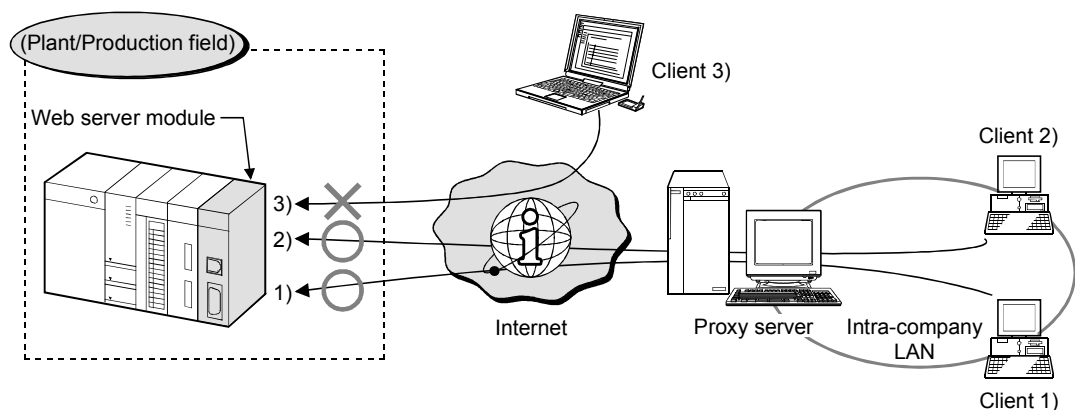 (Plant/Production field)
Client 3)
Web server module
Client 2)
3)
2)
1)
Internet
Proxy server
Intra-company
LAN
Client 1)